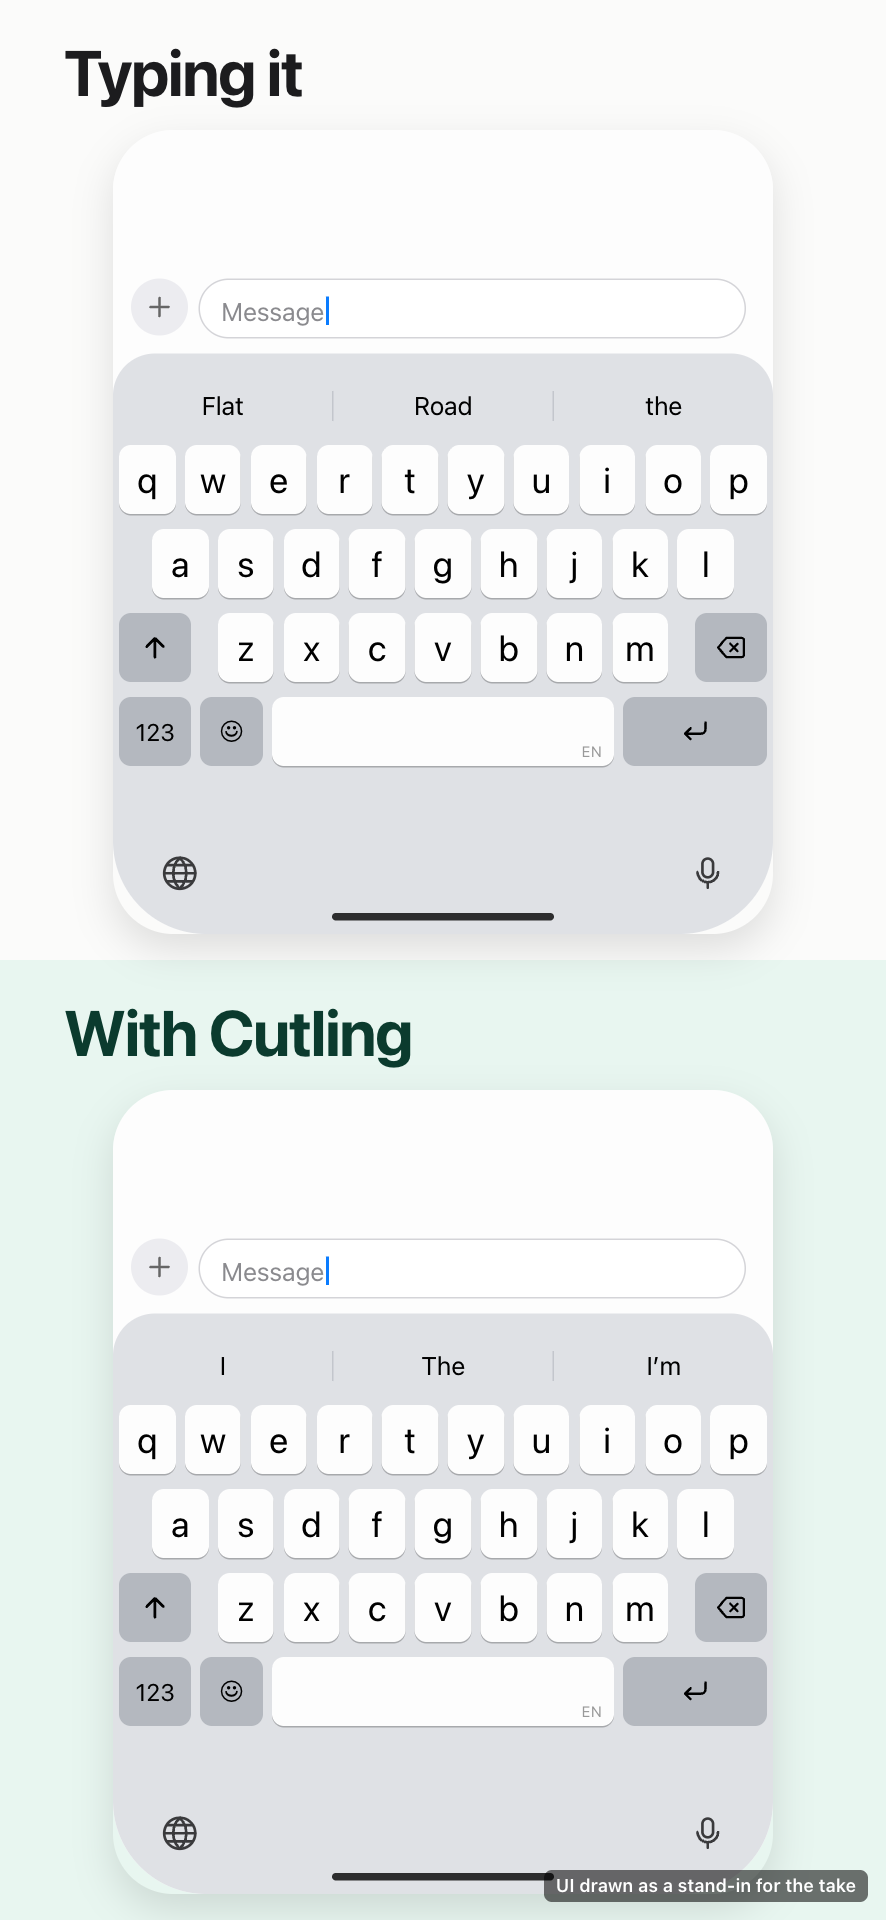 Typing it
Message
Flat Road the
q w e r t y u i o p
a s d f g h j k l
z x c v b n m
123 EN
With Cutling
Message
I The I’m
q w e r t y u i o p
a s d f g h j k l
z x c v b n m
123 EN
UI drawn as a stand-in for the take